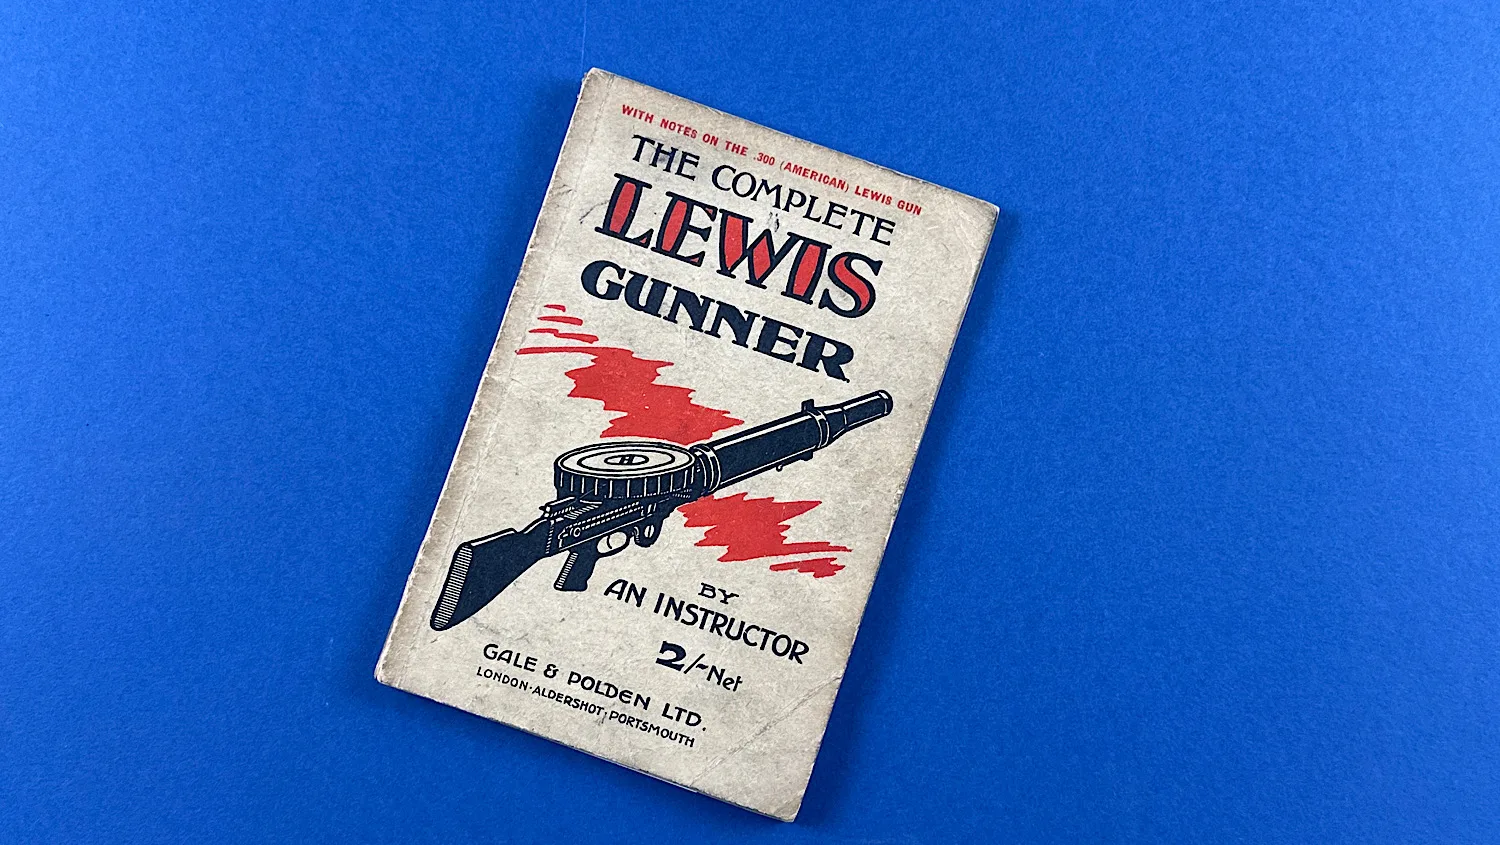 WITH NOTES ON THE .300 (AMERICAN) LEWIS GUN
THE COMPLETE
LEWIS
GUNNER
BY
AN INSTRUCTOR
2/- Net
GALE & POLDEN LTD.
LONDON · ALDERSHOT · PORTSMOUTH